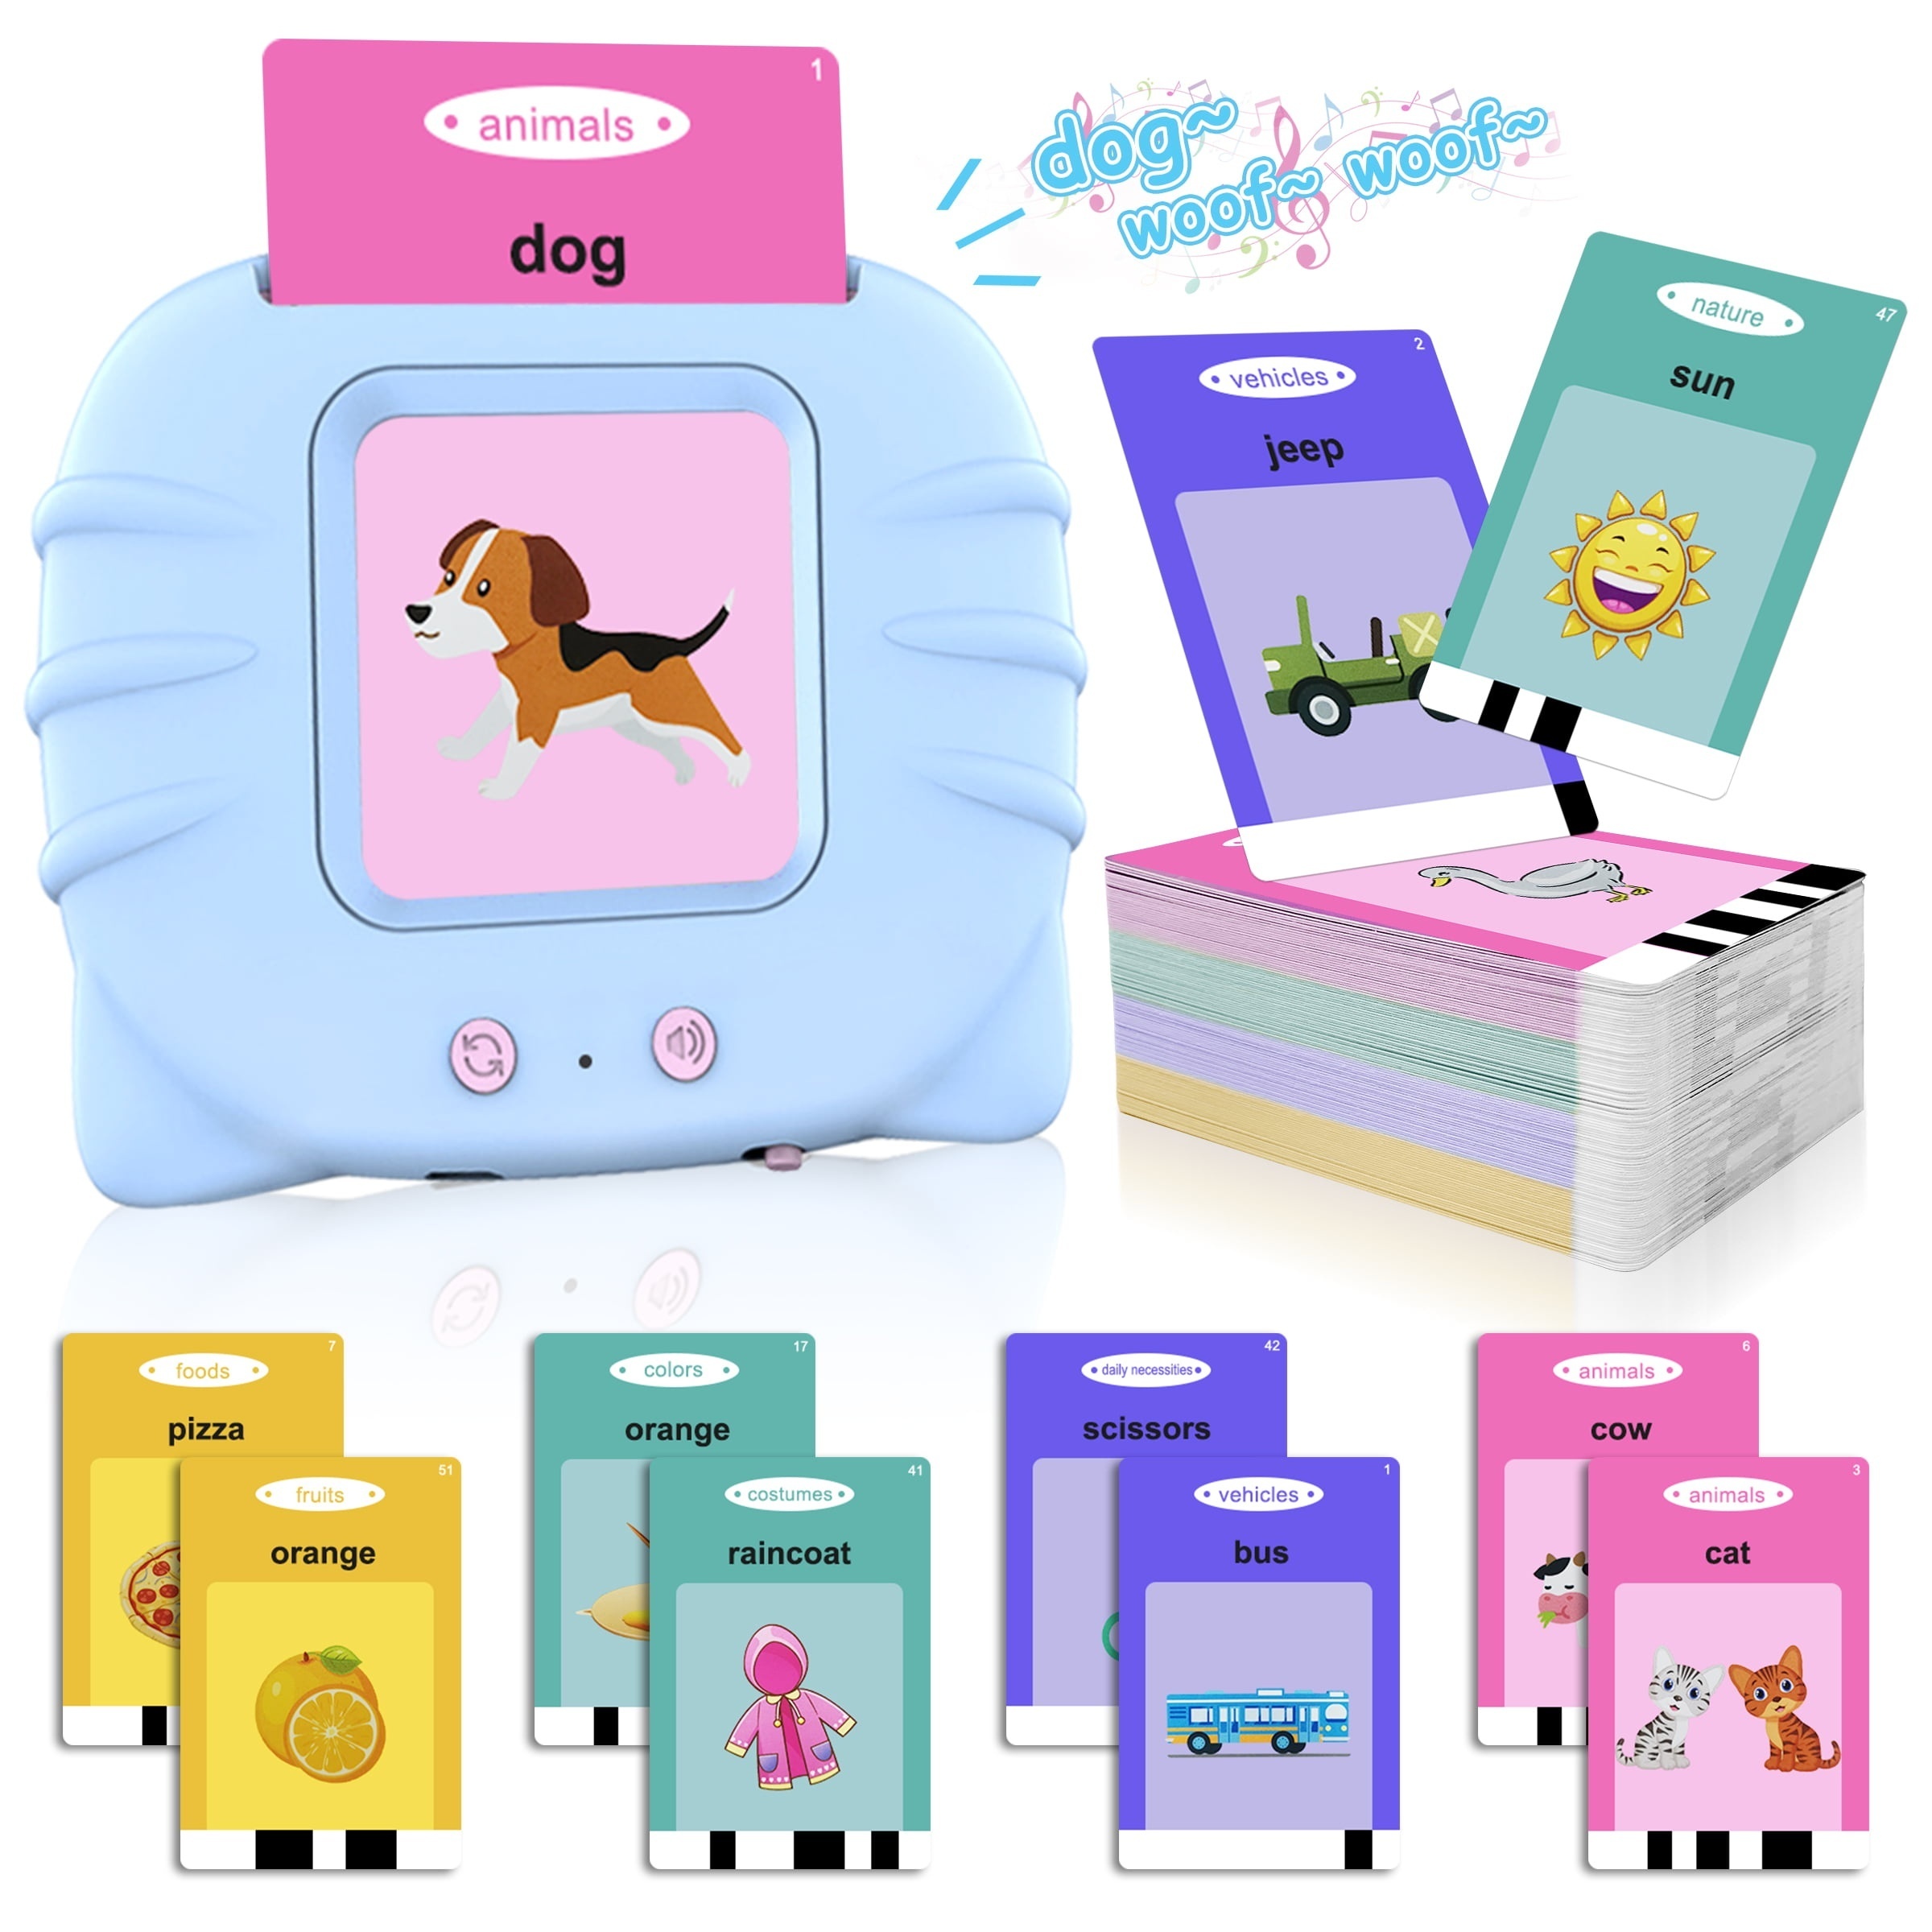 1
animals
dog
dog~
woof~ woof~
2
vehicles
jeep
47
nature
sun
7
foods
pizza
51
fruits
orange
17
colors
orange
41
costumes
raincoat
42
daily necessities
scissors
1
vehicles
bus
6
animals
cow
3
animals
cat